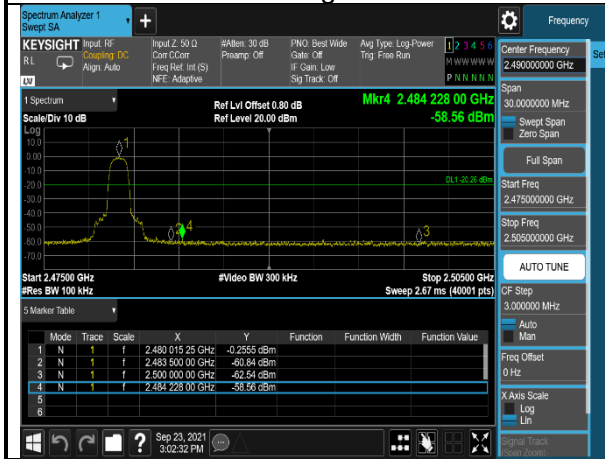 Spectrum Analyzer 1
Swept SA
+
Frequency
KEYSIGHT
RL
LW
Input: RF
Coupling: DC
Align: Auto
Input Z: 50 Ω
Corr CCorr
Freq Ref: Int (S)
NFE: Adaptive
#Atten: 30 dB
Preamp: Off
PNO: Best Wide
Gate: Off
IF Gain: Low
Sig Track: Off
Avg Type: Log-Power
Trig: Free Run
1 2 3 4 5 6
M W W W W W
P N N N N N
1 Spectrum
Scale/Div 10 dB
Ref Lvl Offset 0.80 dB
Ref Level 20.00 dBm
Mkr4 2.484 228 00 GHz
-58.56 dBm
Log
10.0
0.00
-10.0
-20.0
-30.0
-40.0
-50.0
-60.0
-70.0
1
2
4
3
DL1 -20.26 dBm
Start 2.47500 GHz
#Res BW 100 kHz
#Video BW 300 kHz
Stop 2.50500 GHz
Sweep 2.67 ms (40001 pts)
5 Marker Table
Mode Trace Scale X Y Function Function Width Function Value
1 N 1 f 2.480 015 25 GHz -0.2555 dBm
2 N 1 f 2.483 500 00 GHz -60.84 dBm
3 N 1 f 2.500 000 00 GHz -62.54 dBm
4 N 1 f 2.484 228 00 GHz -58.56 dBm
5
6
Center Frequency
2.490000000 GHz
Set
Span
30.0000000 MHz
Swept Span
Zero Span
Full Span
Start Freq
2.475000000 GHz
Stop Freq
2.505000000 GHz
AUTO TUNE
CF Step
3.000000 MHz
Auto
Man
Freq Offset
0 Hz
X Axis Scale
Log
Lin
Signal Track
(Span Zoom)
?
Sep 23, 2021
3:02:32 PM